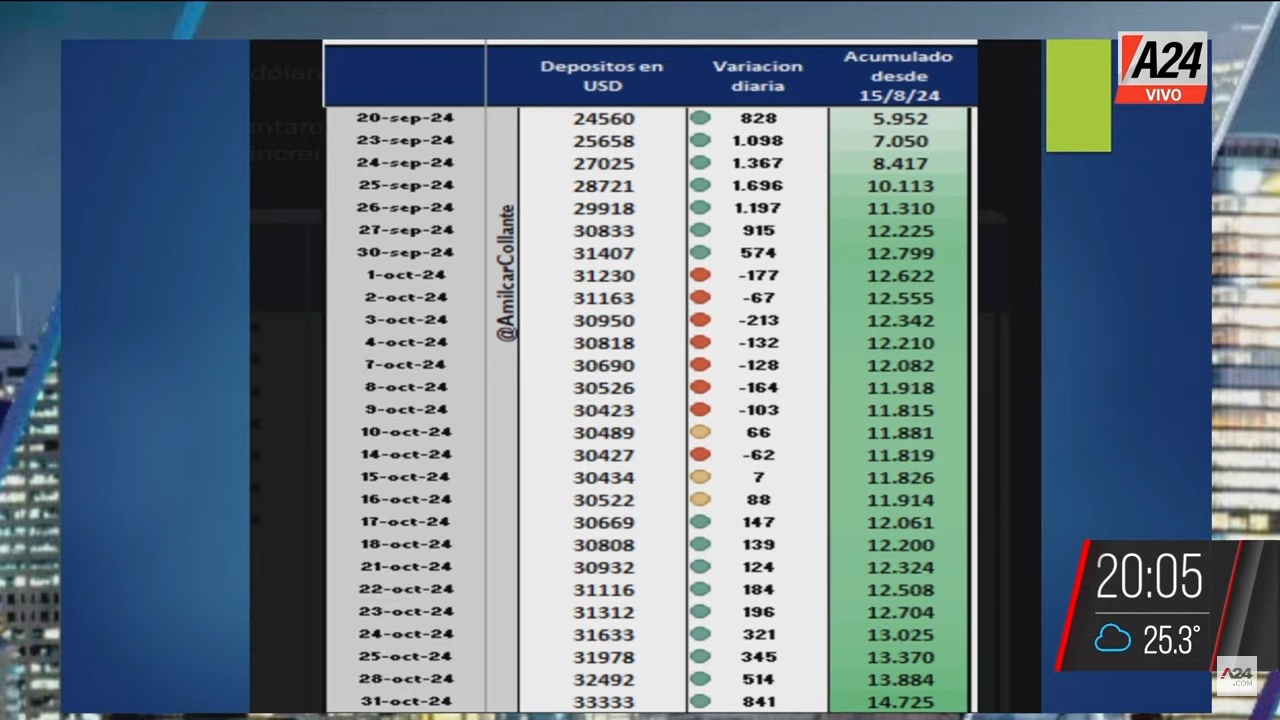 Depositos en USD Variacion diaria Acumulado desde 15/8/24
20-sep-24 24560 828 5.952
23-sep-24 25658 1.098 7.050
24-sep-24 27025 1.367 8.417
25-sep-24 28721 1.696 10.113
26-sep-24 29918 1.197 11.310
27-sep-24 30833 915 12.225
30-sep-24 31407 574 12.799
1-oct-24 31230 -177 12.622
2-oct-24 31163 -67 12.555
3-oct-24 30950 -213 12.342
4-oct-24 30818 -132 12.210
7-oct-24 30690 -128 12.082
8-oct-24 30526 -164 11.918
9-oct-24 30423 -103 11.815
10-oct-24 30489 66 11.881
14-oct-24 30427 -62 11.819
15-oct-24 30434 7 11.826
16-oct-24 30522 88 11.914
17-oct-24 30669 147 12.061
18-oct-24 30808 139 12.200
21-oct-24 30932 124 12.324
22-oct-24 31116 184 12.508
23-oct-24 31312 196 12.704
24-oct-24 31633 321 13.025
25-oct-24 31978 345 13.370
28-oct-24 32492 514 13.884
31-oct-24 33333 841 14.725
@AmilcarCollante
A24
VIVO
20:05
25.3°
A24
.COM